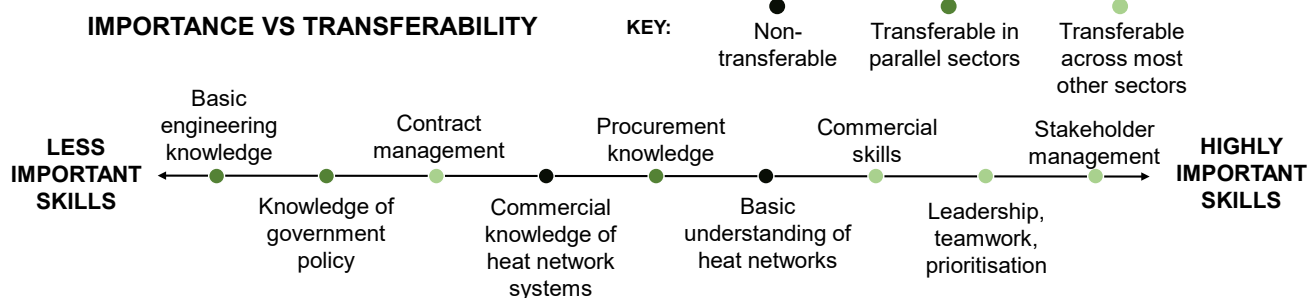 IMPORTANCE VS TRANSFERABILITY
KEY:
Non-
transferable
Transferable in
parallel sectors
Transferable
across most
other sectors
LESS
IMPORTANT
SKILLS
Basic
engineering
knowledge
Knowledge of
government
policy
Contract
management
Commercial
knowledge of
heat network
systems
Procurement
knowledge
Basic
understanding of
heat networks
Commercial
skills
Leadership,
teamwork,
prioritisation
Stakeholder
management
HIGHLY
IMPORTANT
SKILLS